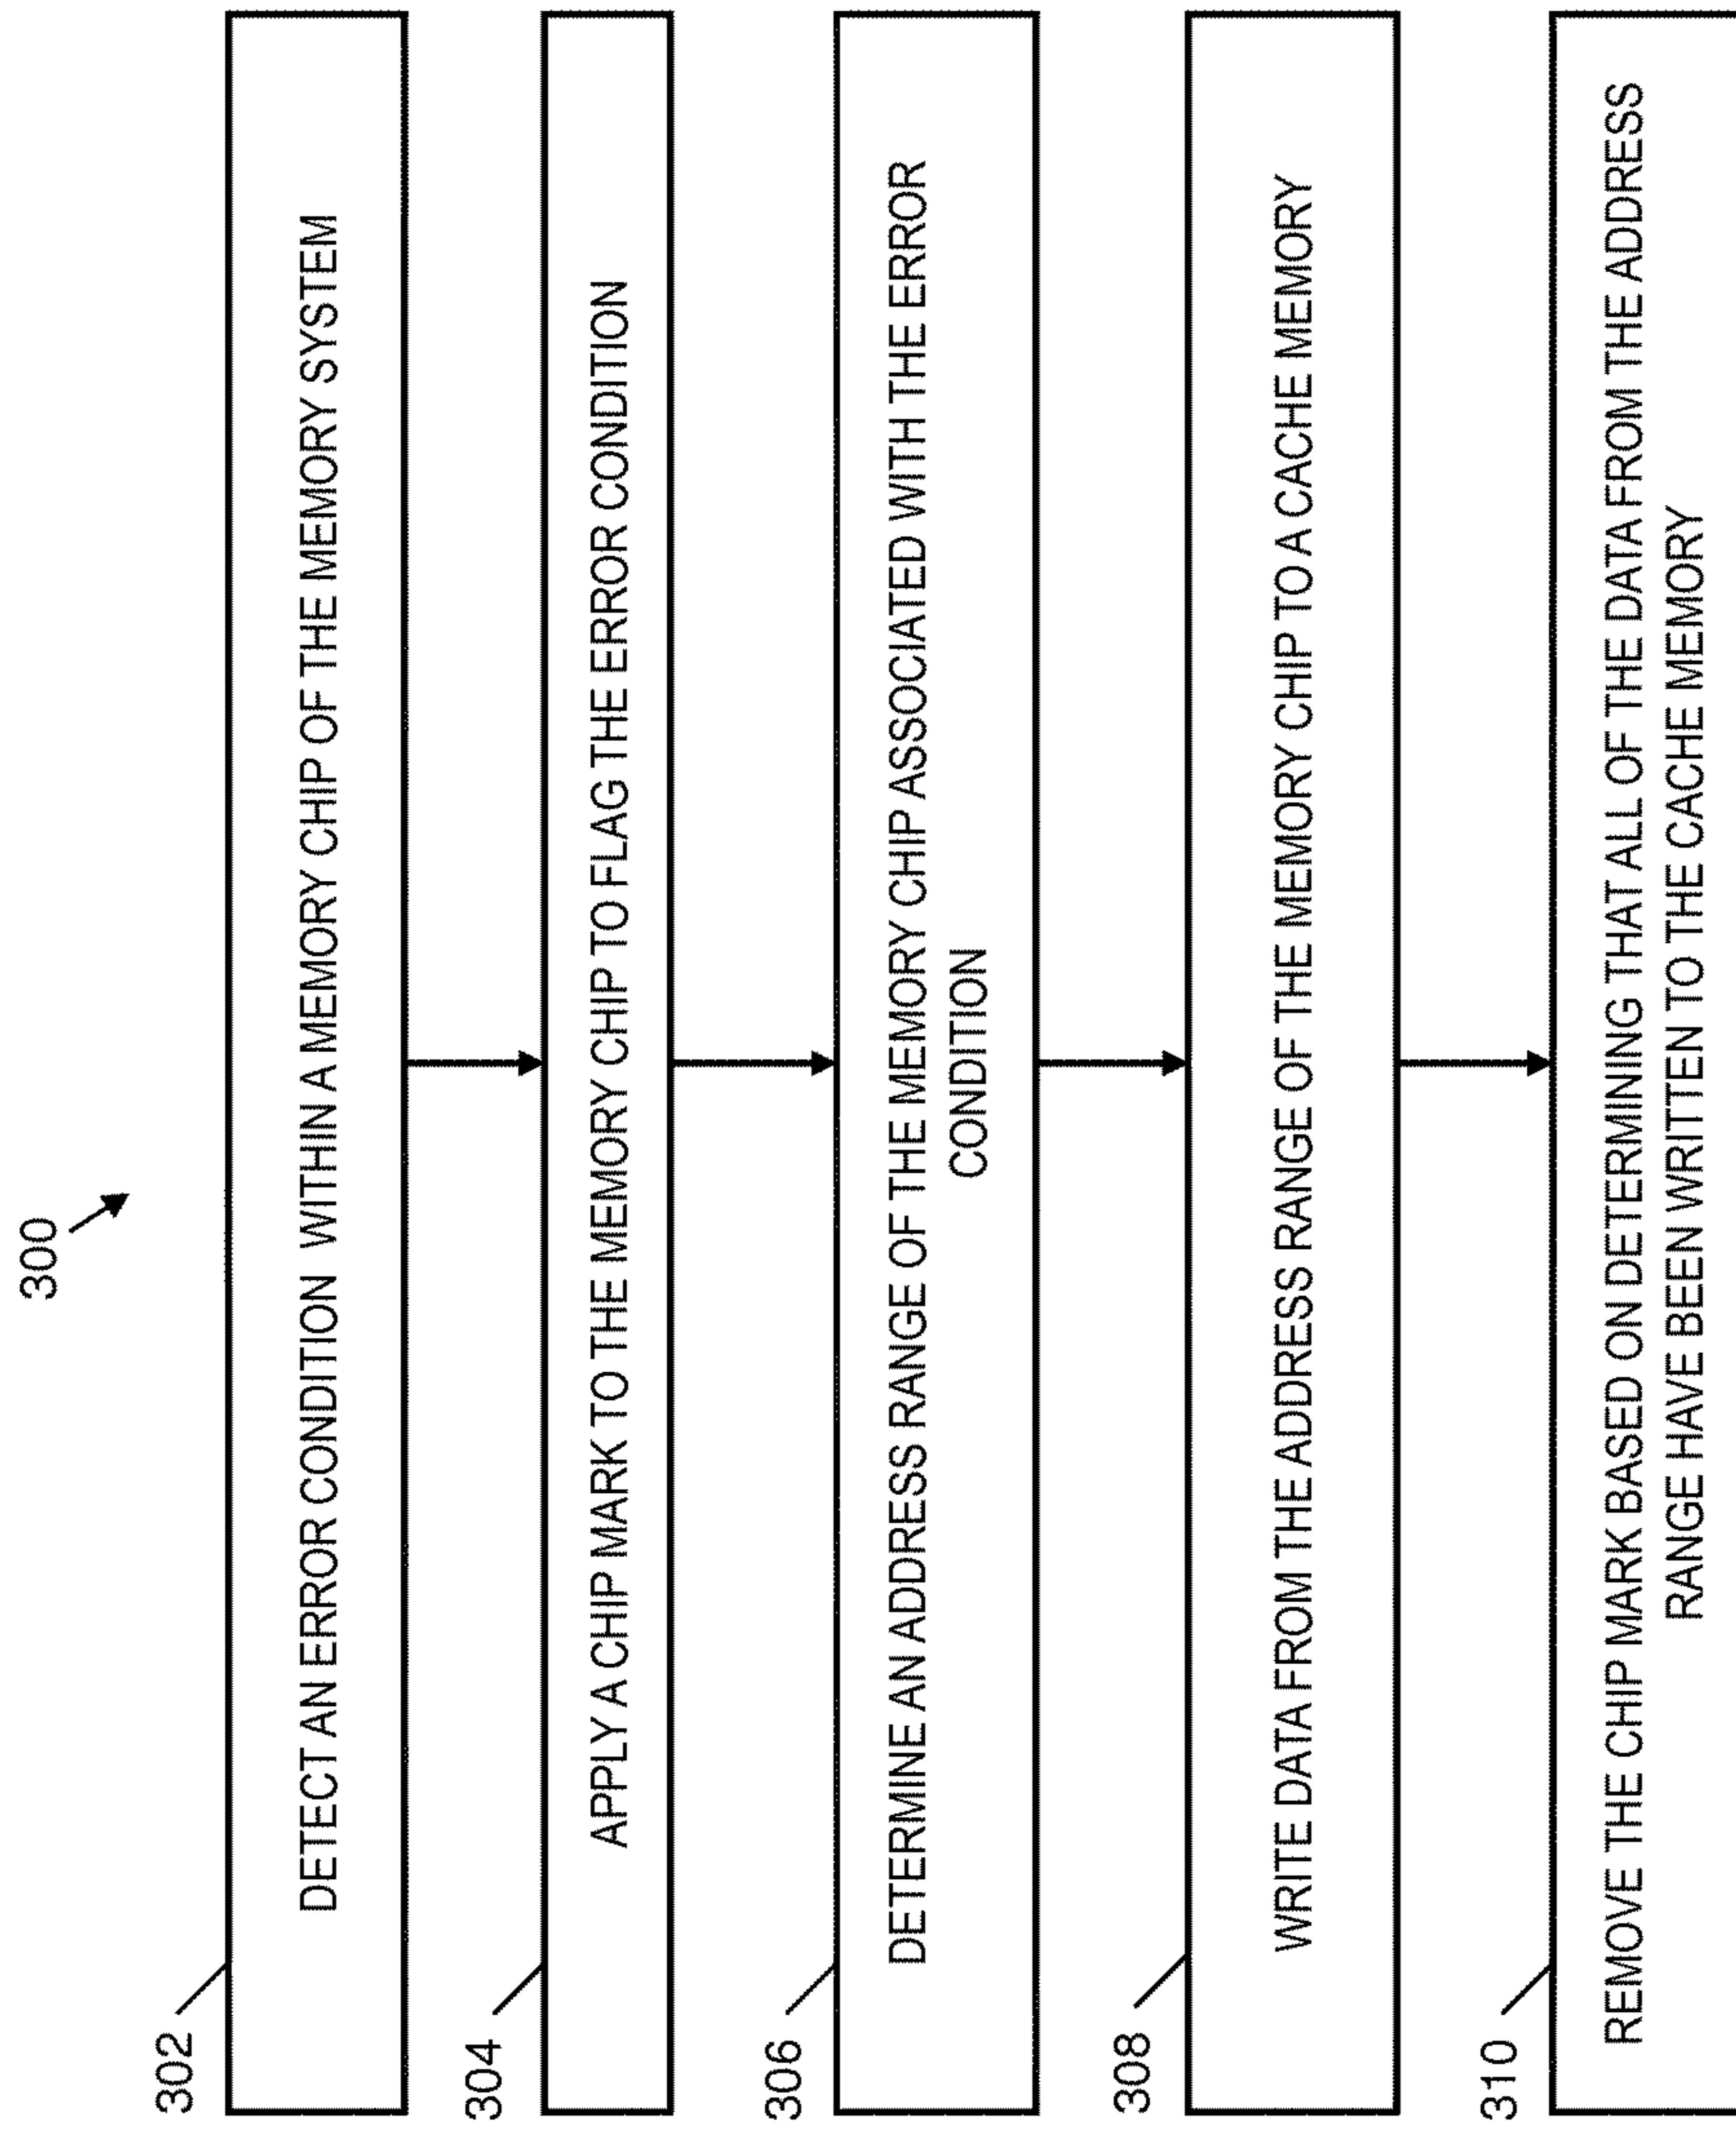 300
302
DETECT AN ERROR CONDITION WITHIN A MEMORY CHIP OF THE MEMORY SYSTEM
304
APPLY A CHIP MARK TO THE MEMORY CHIP TO FLAG THE ERROR CONDITION
306
DETERMINE AN ADDRESS RANGE OF THE MEMORY CHIP ASSOCIATED WITH THE ERROR
CONDITION
308
WRITE DATA FROM THE ADDRESS RANGE OF THE MEMORY CHIP TO A CACHE MEMORY
310
REMOVE THE CHIP MARK BASED ON DETERMINING THAT ALL OF THE DATA FROM THE ADDRESS
RANGE HAVE BEEN WRITTEN TO THE CACHE MEMORY